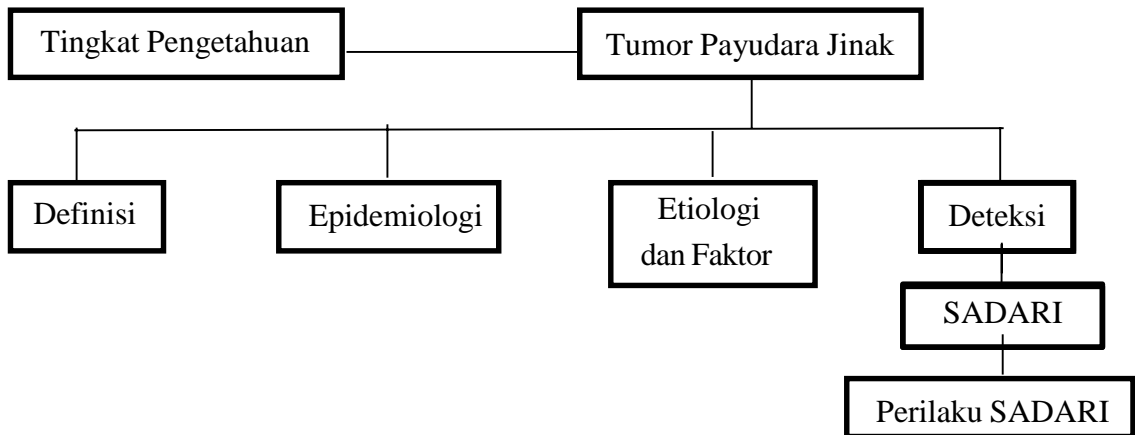 Tingkat Pengetahuan
Tumor Payudara Jinak
Definisi
Epidemiologi
Etiologi
dan Faktor
Deteksi
SADARI
Perilaku SADARI